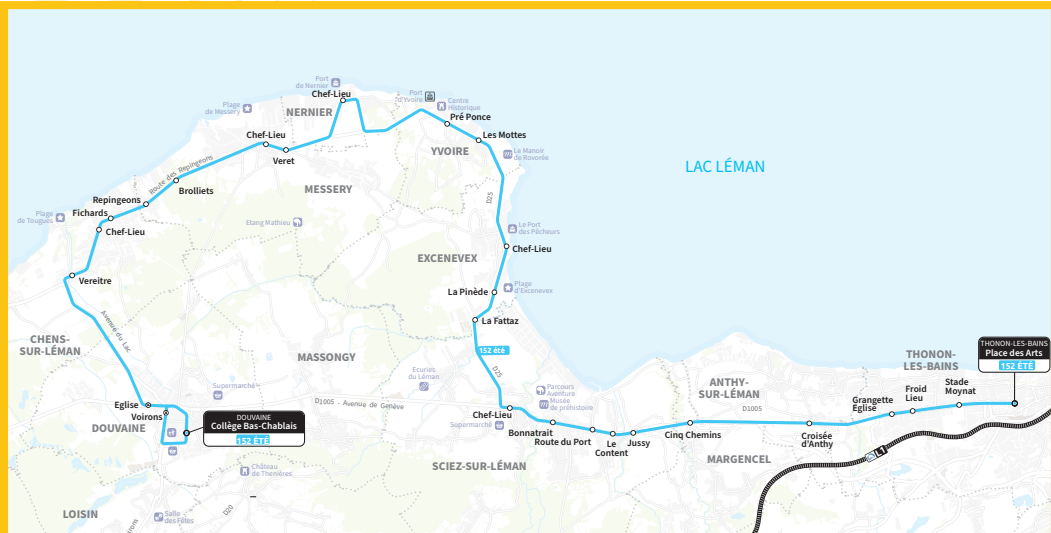 Port
de Nernier
Chef-Lieu
NERNIER
Plage
de Messery
Port
d'Yvoire
Centre
Historique
Pré Ponce
Les Mottes
YVOIRE
Le Manoir
de Rovorée
Chef-Lieu
Veret
Route des Repingeons
Brolliets
MESSERY
LAC LÉMAN
Repingeons
Fichards
Plage
de Tougues
Chef-Lieu
Etang Mathieu
D25
Le Port
des Pêcheurs
Chef-Lieu
EXCENEVEX
Vereitre
La Pinède
Plage
d'Excenevex
La Fattaz
Avenue du Lac
CHENS-
SUR-LÉMAN
MASSONGY
152 été
D25
Ecuries
du Léman
THONON-LES-BAINS
Place des Arts
152 ÉTÉ
THONON-
LES-BAINS
Supermarché
Parcours
Aventure
Musée
de préhistoire
ANTHY-
SUR-LÉMAN
Stade
Moynat
Froid
Lieu
Grangette
Eglise
Eglise
Voirons
DOUVAINE
DOUVAINE
Collège Bas-Chablais
152 ÉTÉ
D1005 - Avenue de Genève
Chef-Lieu
Supermarché
Bonnatrait
Route du Port
Le
Content
Jussy
Cinq Chemins
D1005
Croisée
d'Anthy
MARGENCEL
L1
SCIEZ-SUR-LÉMAN
Château
de Thenières
LOISIN
Salle
des Fêtes
D20